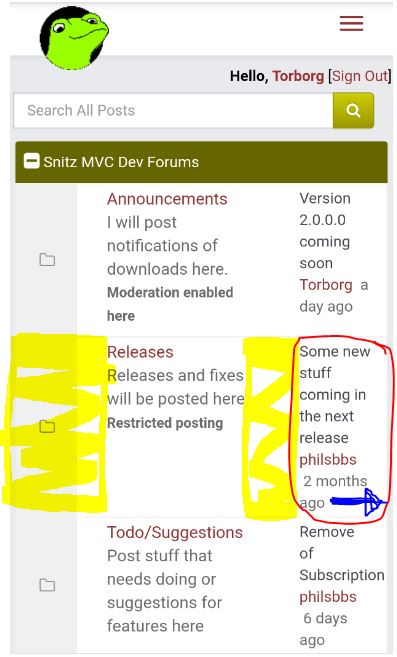 Hello, Torborg [Sign Out]
Search All Posts
Snitz MVC Dev Forums
Announcements
I will post
notifications of
downloads here.
Moderation enabled
here
Version
2.0.0.0
coming
soon
Torborg a
day ago
Releases
Releases and fixes
will be posted here
Restricted posting
Some new
stuff
coming in
the next
release
philsbbs
2 months
ago
Todo/Suggestions
Post stuff that
needs doing or
suggestions for
features here
Remove
of
Subscription
philsbbs
6 days
ago